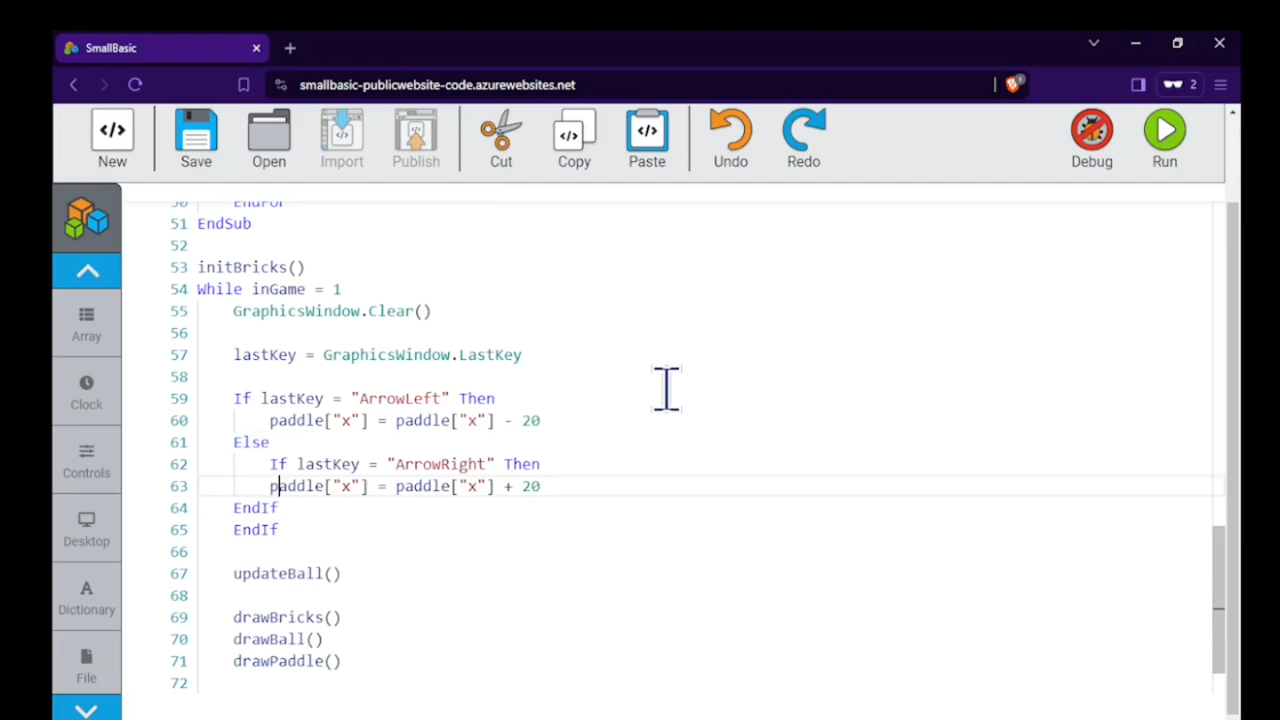 SmallBasic
smallbasic-publicwebsite-code.azurewebsites.net
2
New
Save
Open
Import
Publish
Cut
Copy
Paste
Undo
Redo
Debug
Run
Array
Clock
Controls
Desktop
Dictionary
File
50 EndFor
51 EndSub
52
53 initBricks()
54 While inGame = 1
55 GraphicsWindow.Clear()
56
57 lastKey = GraphicsWindow.LastKey
58
59 If lastKey = "ArrowLeft" Then
60 paddle["x"] = paddle["x"] - 20
61 Else
62 If lastKey = "ArrowRight" Then
63 paddle["x"] = paddle["x"] + 20
64 EndIf
65 EndIf
66
67 updateBall()
68
69 drawBricks()
70 drawBall()
71 drawPaddle()
72